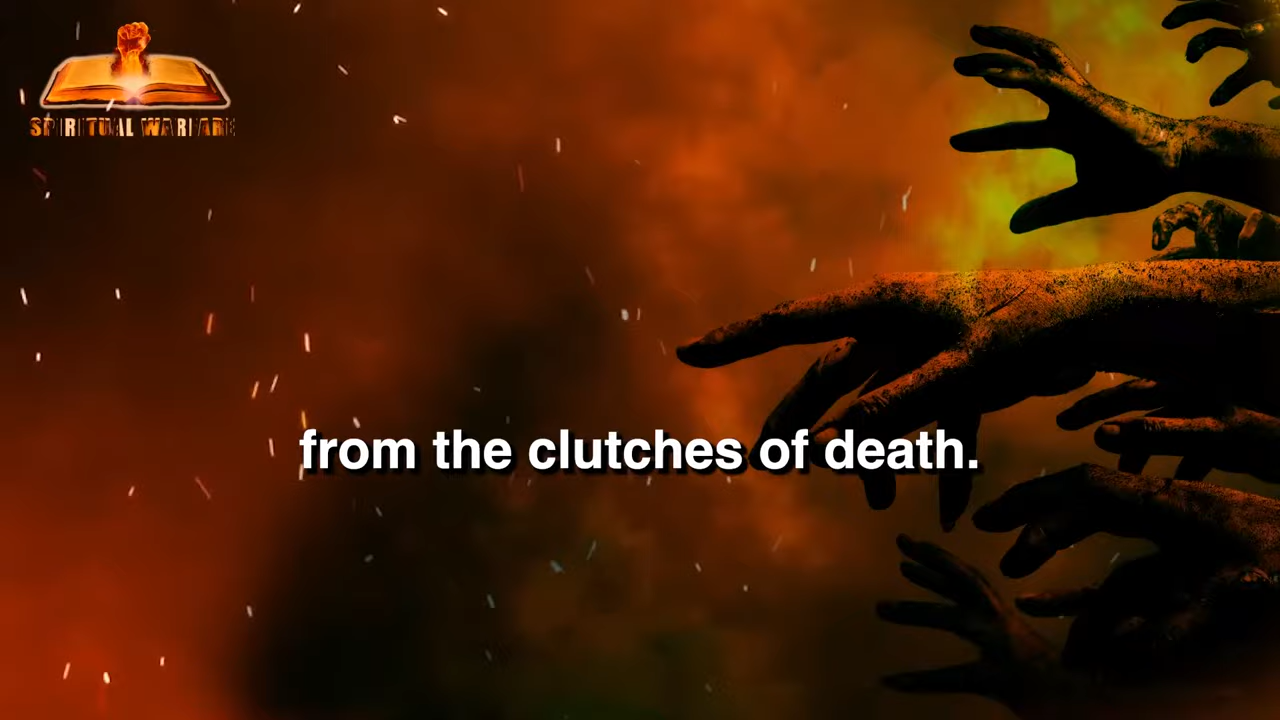 SPIRITUAL WARFARE
from the clutches of death.